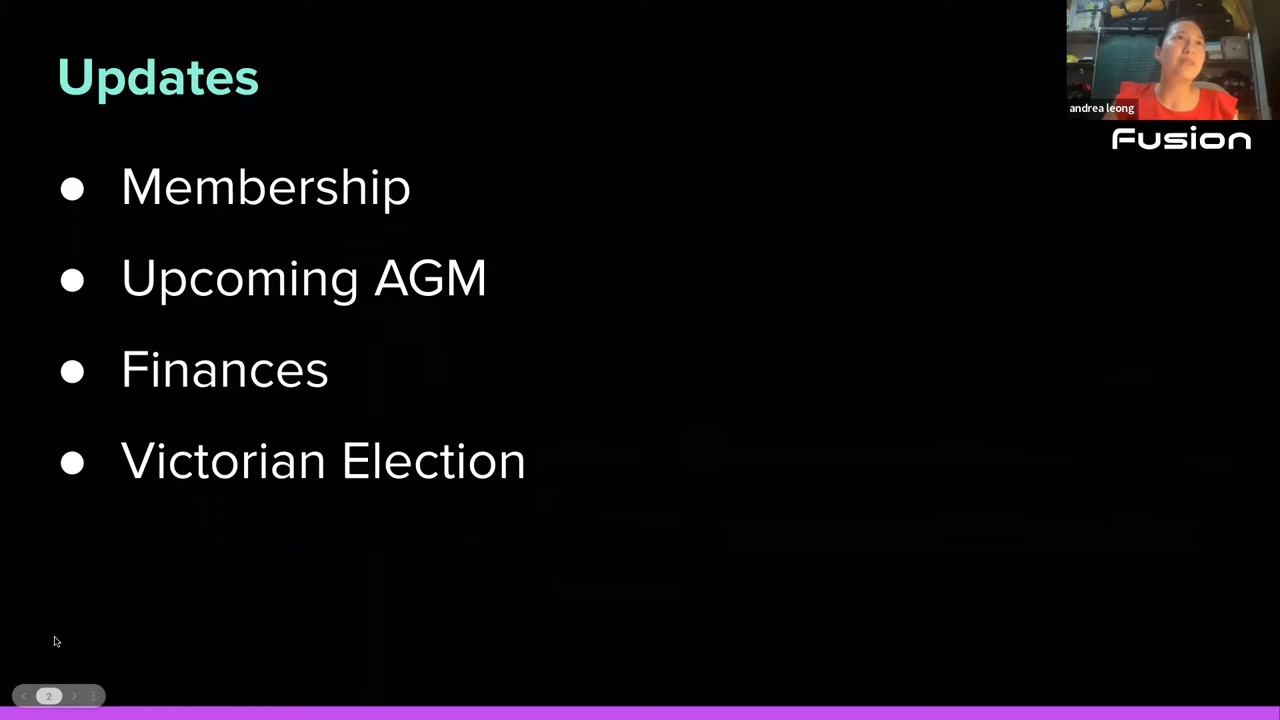 Updates
andrea leong
Fusion
● Membership
● Upcoming AGM
● Finances
● Victorian Election
2